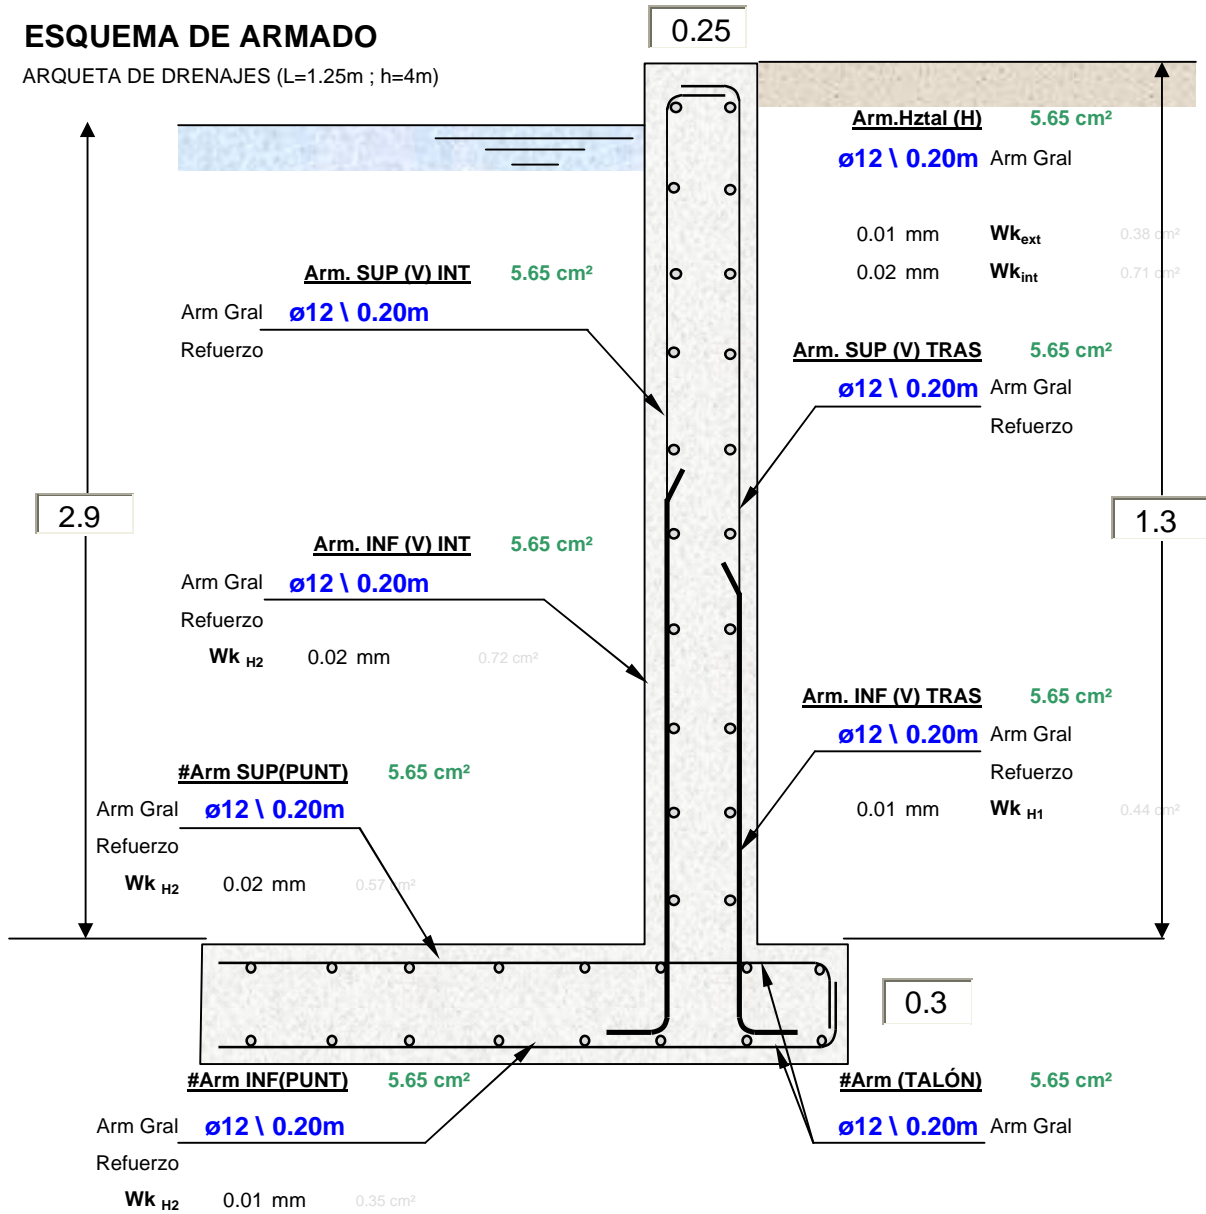 ESQUEMA DE ARMADO
0.25
ARQUETA DE DRENAJES (L=1.25m ; h=4m)
Arm.Hztal (H) 5.65 cm²
ø12 \ 0.20m Arm Gral
0.01 mm Wk ext 0.38 cm²
0.02 mm Wk int 0.71 cm²
Arm. SUP (V) INT 5.65 cm²
Arm Gral ø12 \ 0.20m
Refuerzo
Arm. SUP (V) TRAS 5.65 cm²
ø12 \ 0.20m Arm Gral
Refuerzo
2.9
1.3
Arm. INF (V) INT 5.65 cm²
Arm Gral ø12 \ 0.20m
Refuerzo
Wk H2 0.02 mm 0.72 cm²
Arm. INF (V) TRAS 5.65 cm²
ø12 \ 0.20m Arm Gral
Refuerzo
0.01 mm Wk H1 0.44 cm²
#Arm SUP(PUNT) 5.65 cm²
Arm Gral ø12 \ 0.20m
Refuerzo
Wk H2 0.02 mm 0.57 cm²
0.3
#Arm INF(PUNT) 5.65 cm²
Arm Gral ø12 \ 0.20m
Refuerzo
Wk H2 0.01 mm 0.35 cm²
#Arm (TALÓN) 5.65 cm²
ø12 \ 0.20m Arm Gral